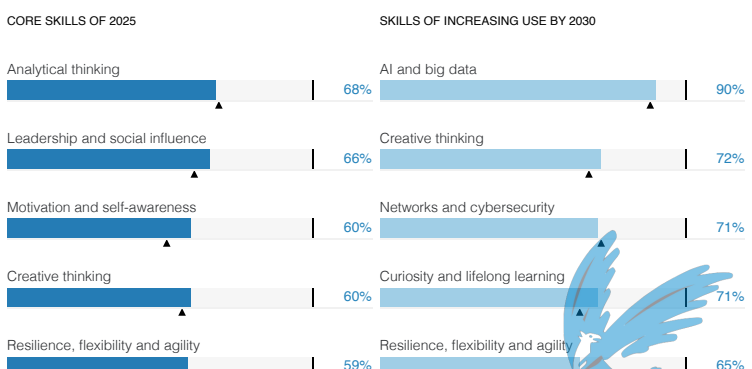 CORE SKILLS OF 2025
Analytical thinking
68%
Leadership and social influence
66%
Motivation and self-awareness
60%
Creative thinking
60%
Resilience, flexibility and agility
59%
SKILLS OF INCREASING USE BY 2030
AI and big data
90%
Creative thinking
72%
Networks and cybersecurity
71%
Curiosity and lifelong learning
71%
Resilience, flexibility and agility
65%